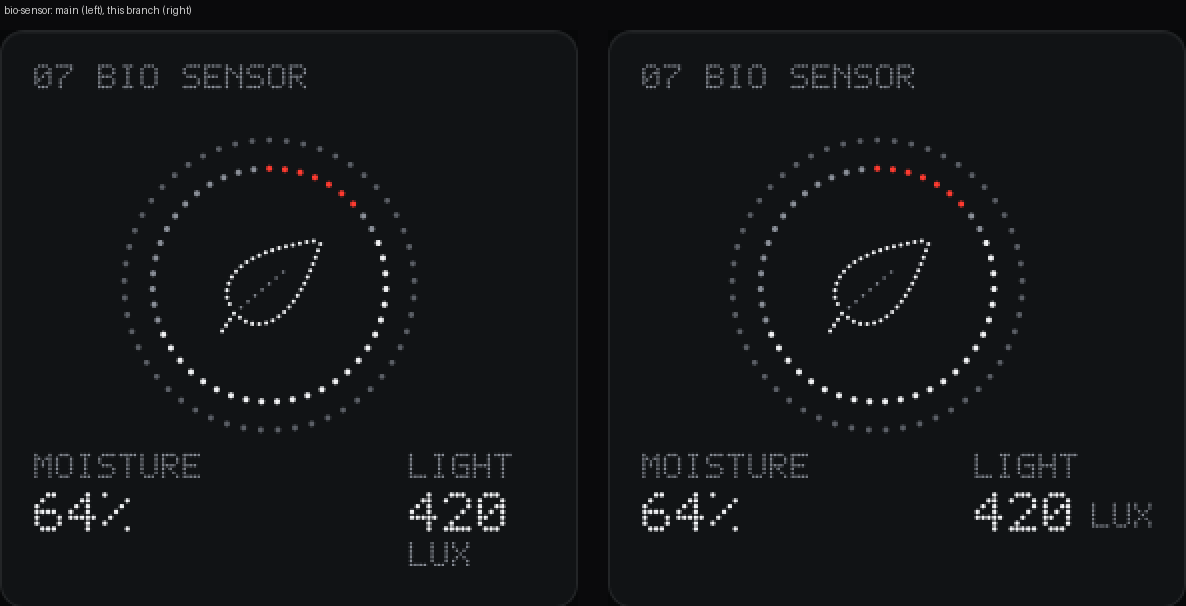 bio-sensor: main (left), this branch (right)
07 BIO SENSOR
MOISTURE LIGHT
64% 420
LUX
07 BIO SENSOR
MOISTURE LIGHT
64% 420 LUX